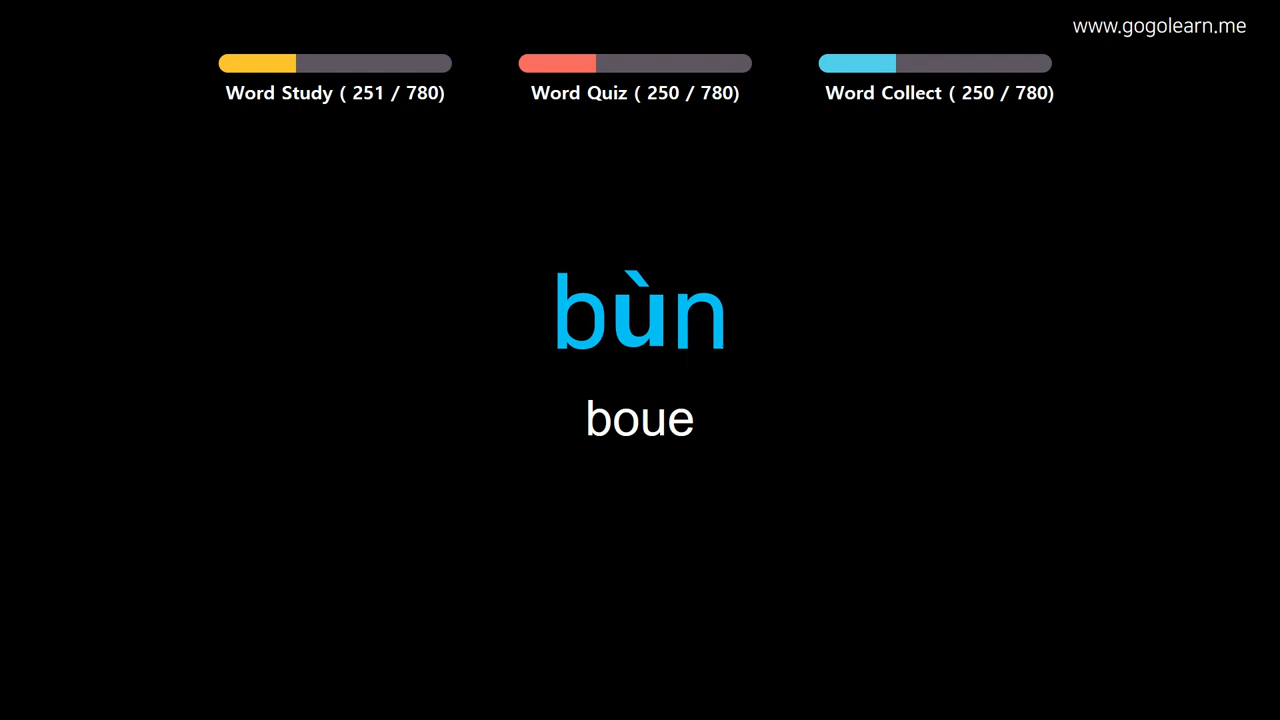 www.gogolearn.me
Word Study ( 251 / 780)
Word Quiz ( 250 / 780)
Word Collect ( 250 / 780)
bùn
boue